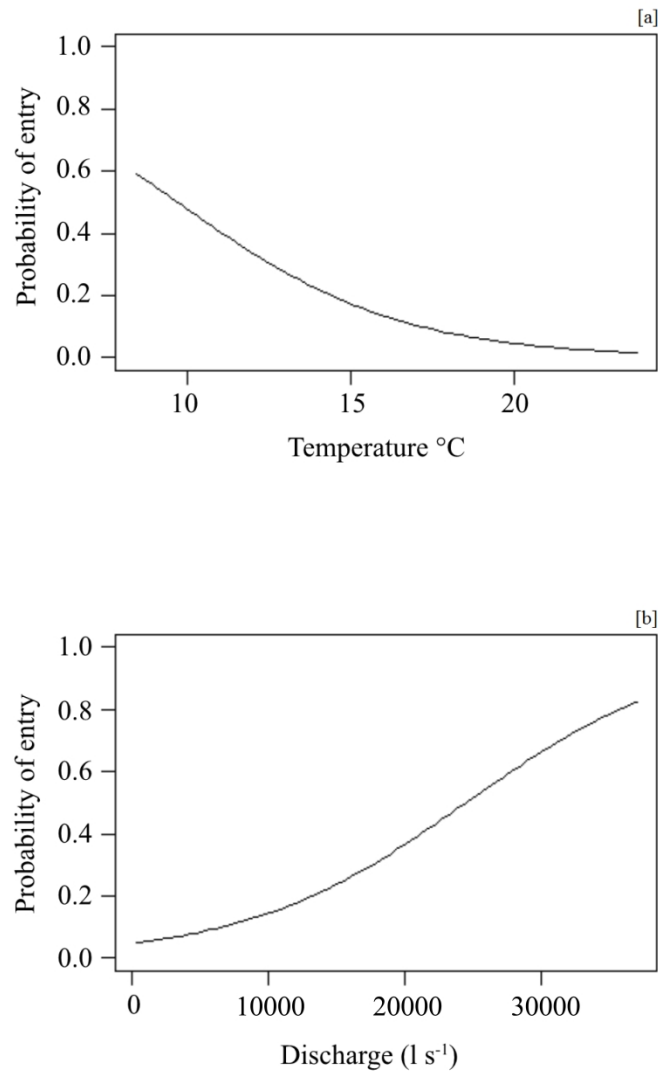 [a]
1.0
0.8
0.6
0.4
0.2
0.0
Probability of entry
10 15 20
Temperature °C
[b]
1.0
0.8
0.6
0.4
0.2
0.0
Probability of entry
0 10000 20000 30000
Discharge (l s⁻¹)